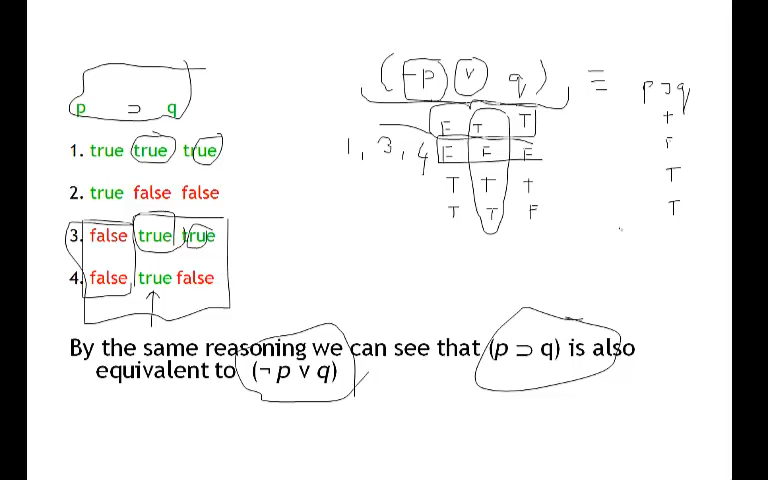 p ⊃ q
1. true true true
2. true false false
3. false true true
4. false true false
By the same reasoning we can see that (p ⊃ q) is also
equivalent to (¬ p ∨ q)
(¬p ∨ q) ≡ p ⊃ q
F T T T
1, 3, 4 F F F F
T T T T
T T F T